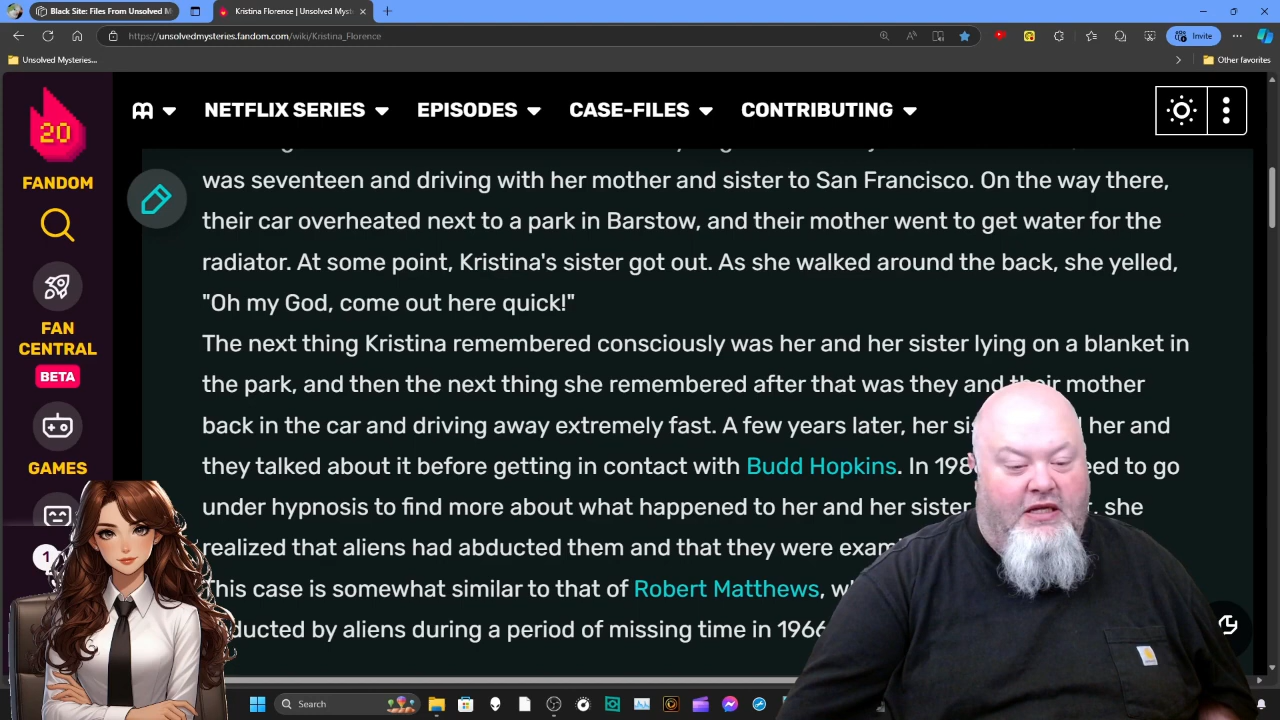 Black Site: Files From Unsolved M
Kristina Florence | Unsolved Myst
https://unsolvedmysteries.fandom.com/wiki/Kristina_Florence
Invite
Unsolved Mysteries...
Other favorites
20
FANDOM
FAN
CENTRAL
BETA
GAMES
1
NETFLIX SERIES
EPISODES
CASE-FILES
CONTRIBUTING
was seventeen and driving with her mother and sister to San Francisco. On the way there,
their car overheated next to a park in Barstow, and their mother went to get water for the
radiator. At some point, Kristina's sister got out. As she walked around the back, she yelled,
"Oh my God, come out here quick!"
The next thing Kristina remembered consciously was her and her sister lying on a blanket in
the park, and then the next thing she remembered after that was they and their mother
back in the car and driving away extremely fast. A few years later, her her and
they talked about it before getting in contact with Budd Hopkins. In to go
under hypnosis to find more about what happened to her and her sister she
realized that aliens had abducted them and that they were
This case is somewhat similar to that of Robert Matthews,
by aliens during a period of missing time in 1966
Search